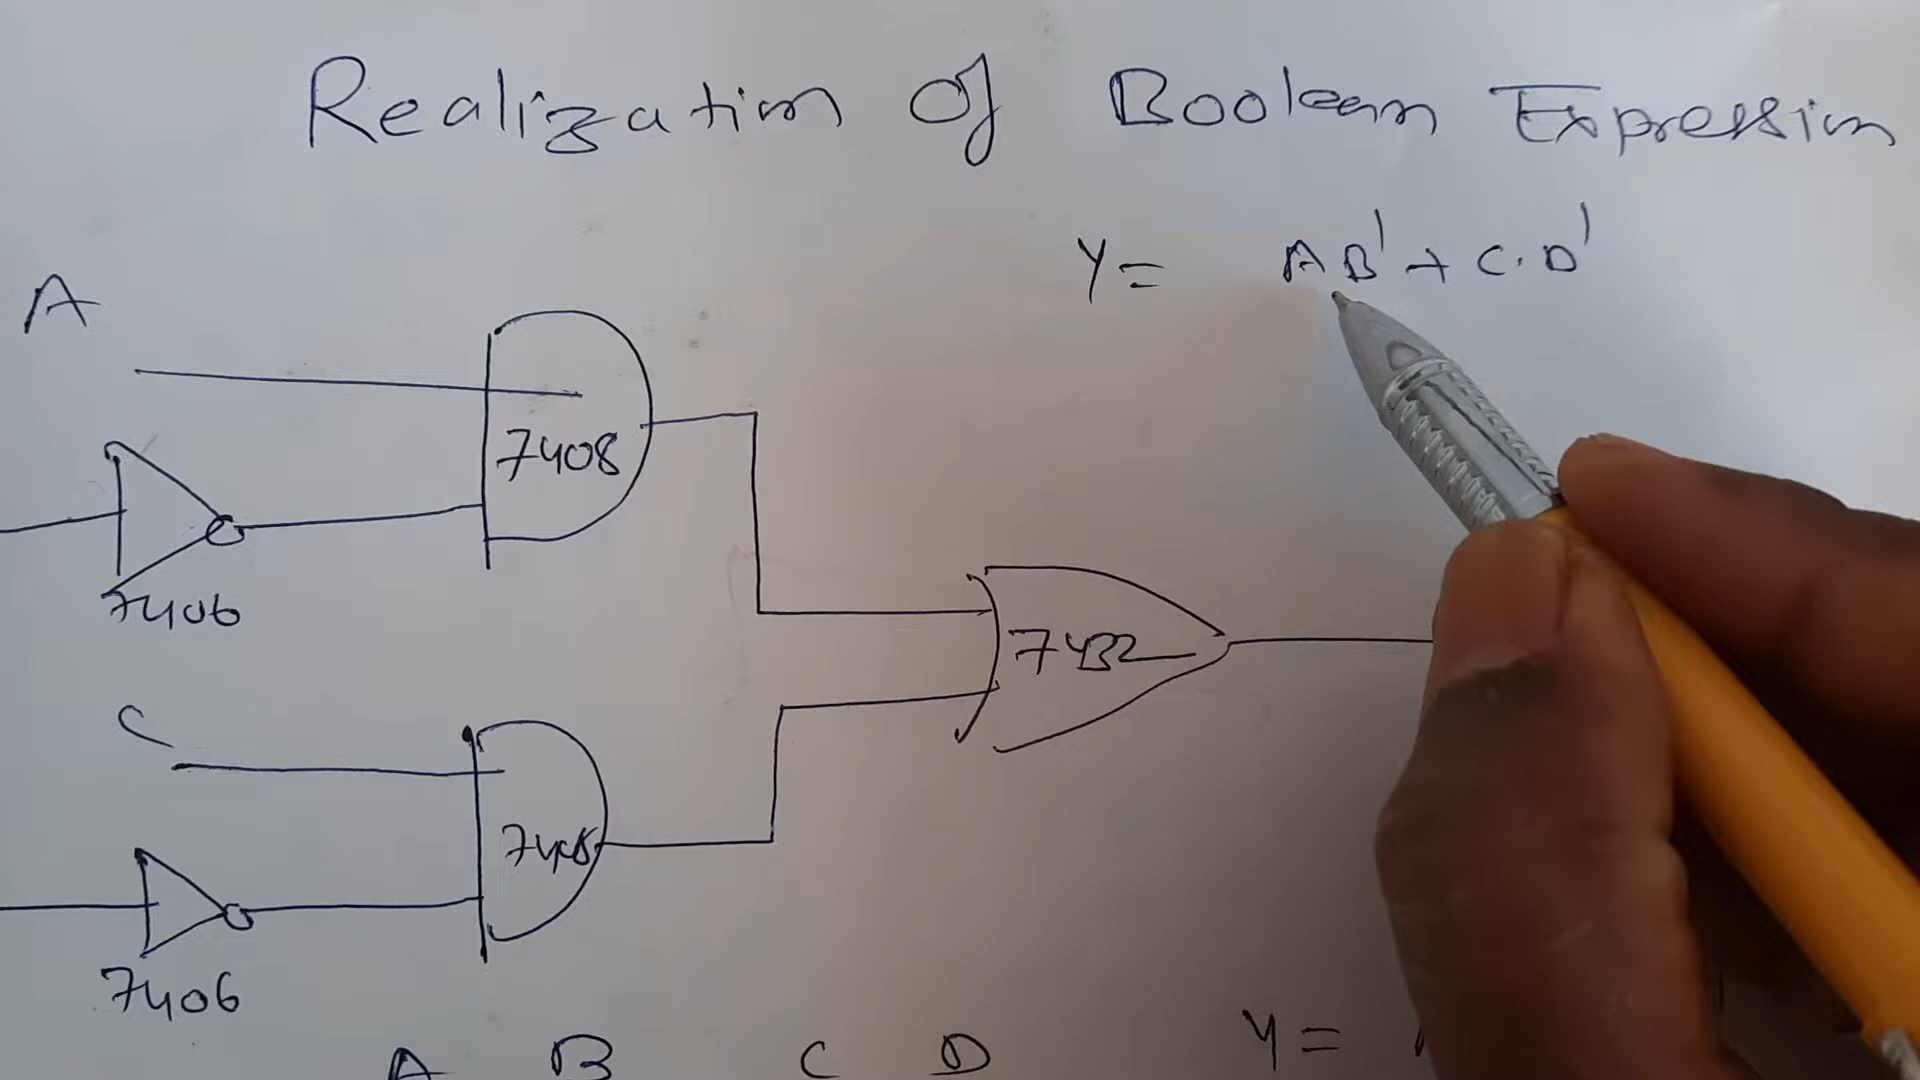 Realization Of Boolean Expression
Y = AB' + C.D'
A
7408
7406
7432
C
7408
7406
A B C D
Y =